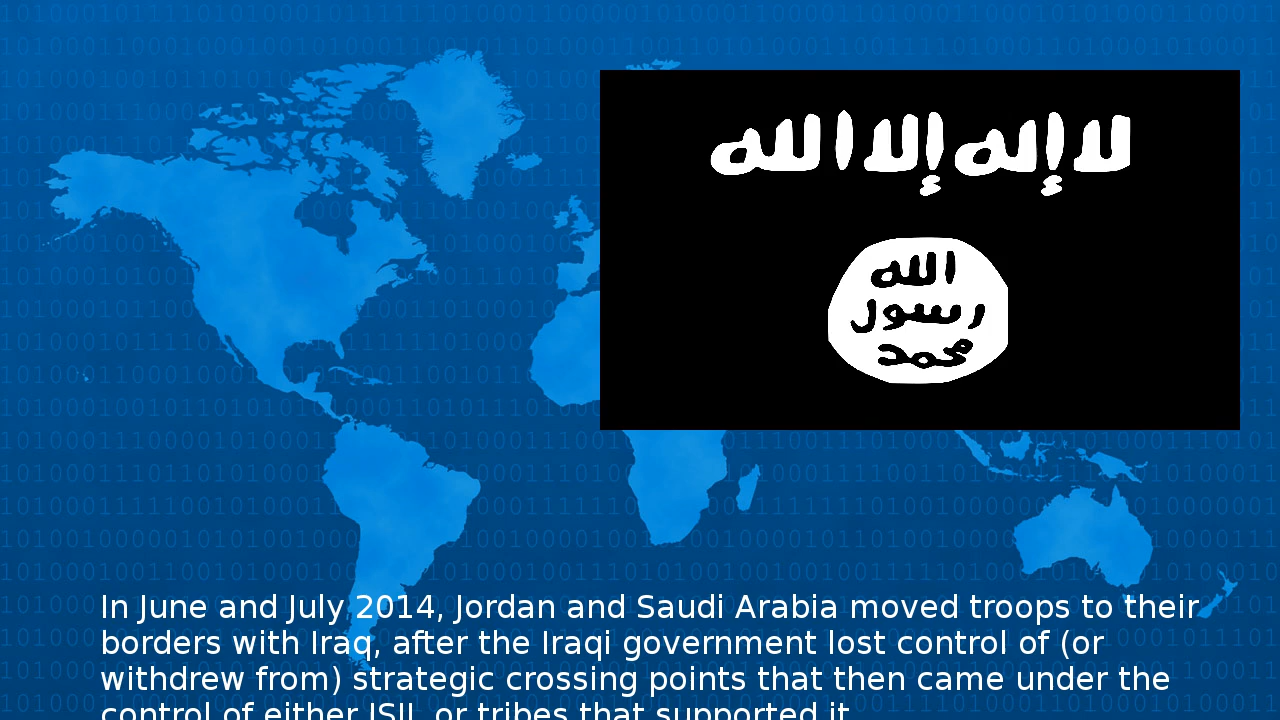 لا إله إلا الله
الله
رسول
محمد
In June and July 2014, Jordan and Saudi Arabia moved troops to their
borders with Iraq, after the Iraqi government lost control of (or
withdrew from) strategic crossing points that then came under the
control of either ISIL, or tribes that supported it.